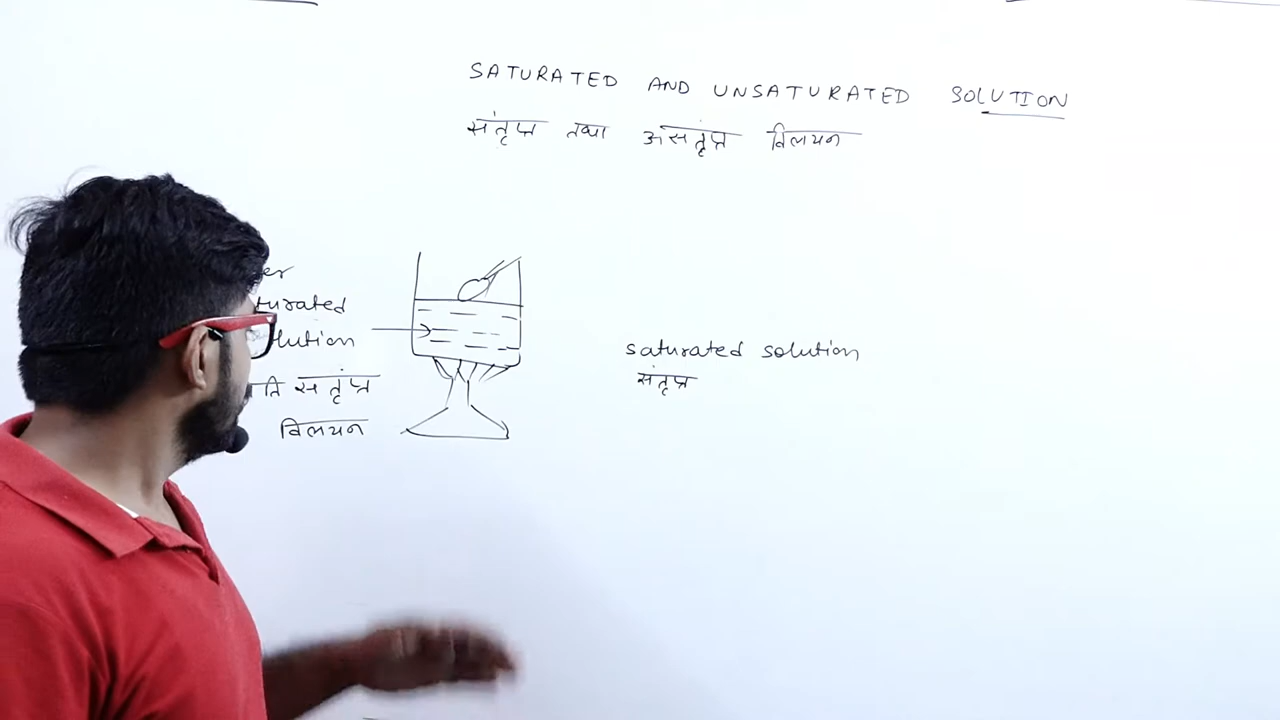 SATURATED AND UNSATURATED SOLUTION
संतृप्त तथा असंतृप्त विलयन
saturated solution
संतृप्त
संतृप्त
विलयन